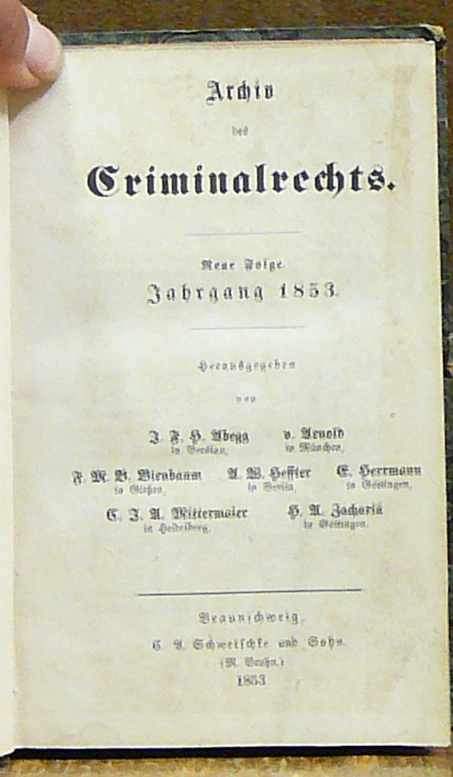 Archiv
des
Criminalrechts.
Neue Folge.
Jahrgang 1853.
Herausgegeben
von
J. F. H. Abegg v. Arnold
in Breslau, in München,
F. M. B. Birnbaum A. W. Heffter E. Herrmann
in Gießen, in Berlin, in Göttingen,
C. J. A. Mittermaier H. A. Zachariä
in Heidelberg, in Göttingen.
Braunschweig,
C. A. Schwetschke und Sohn.
(M. Bruhn.)
1853